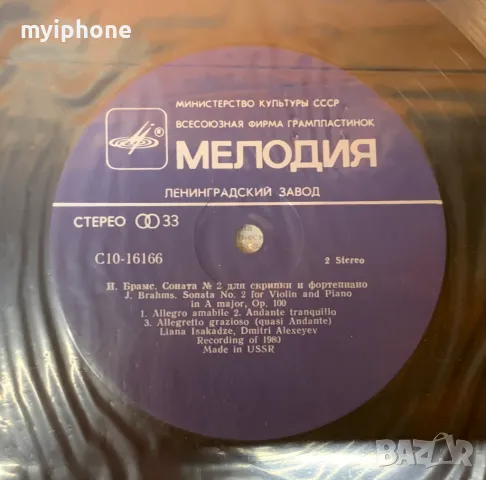 myiphone
МИНИСТЕРСТВО КУЛЬТУРЫ СССР
ВСЕСОЮЗНАЯ ФИРМА ГРАМПЛАСТИНОК
МЕЛОДИЯ
ЛЕНИНГРАДСКИЙ ЗАВОД
СТЕРЕО 33
С10-16166
2 Stereo
И. Брамс. Соната № 2 для скрипки и фортепиано
J. Brahms. Sonata No. 2 for Violin and Piano
in A major, Op. 100
1. Allegro amabile 2. Andante tranquillo
3. Allegretto grazioso (quasi Andante)
Liana Isakadze, Dmitri Alexeyev
Recording of 1980
Made in USSR
БАZАР